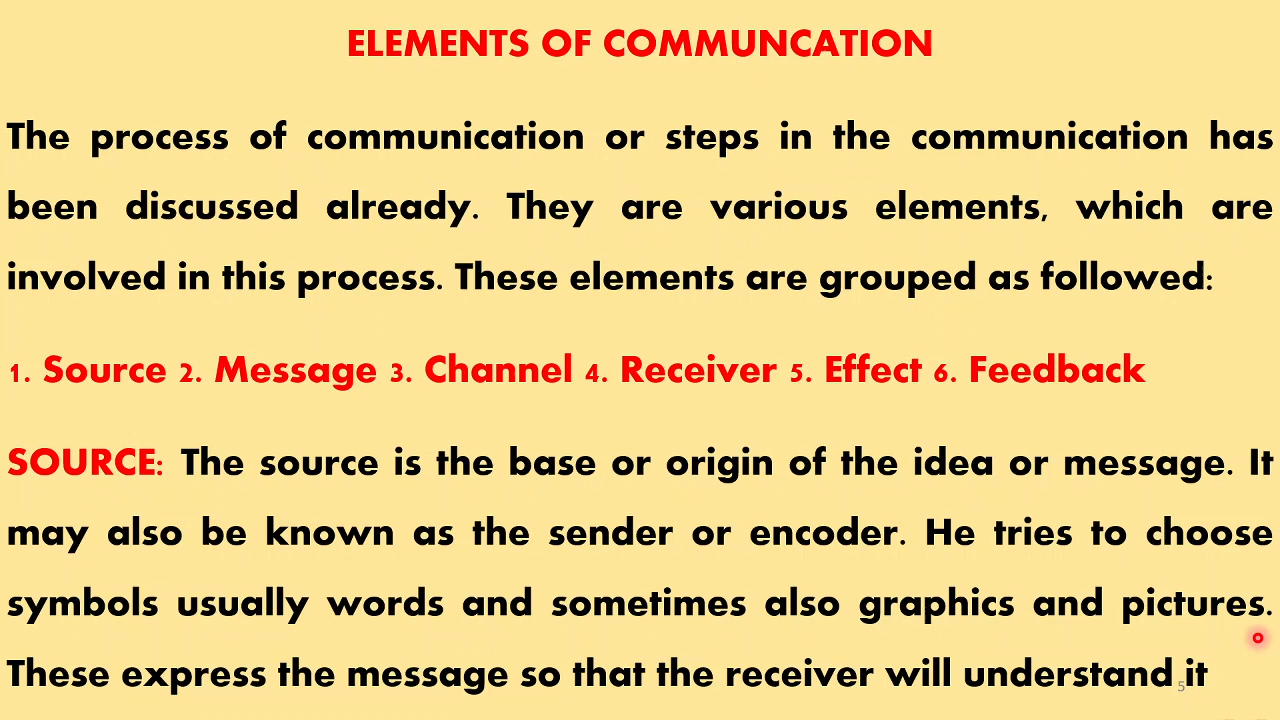 ELEMENTS OF COMMUNCATION
The process of communication or steps in the communication has
been discussed already. They are various elements, which are
involved in this process. These elements are grouped as followed:
1. Source 2. Message 3. Channel 4. Receiver 5. Effect 6. Feedback
SOURCE: The source is the base or origin of the idea or message. It
may also be known as the sender or encoder. He tries to choose
symbols usually words and sometimes also graphics and pictures.
These express the message so that the receiver will understand it
5